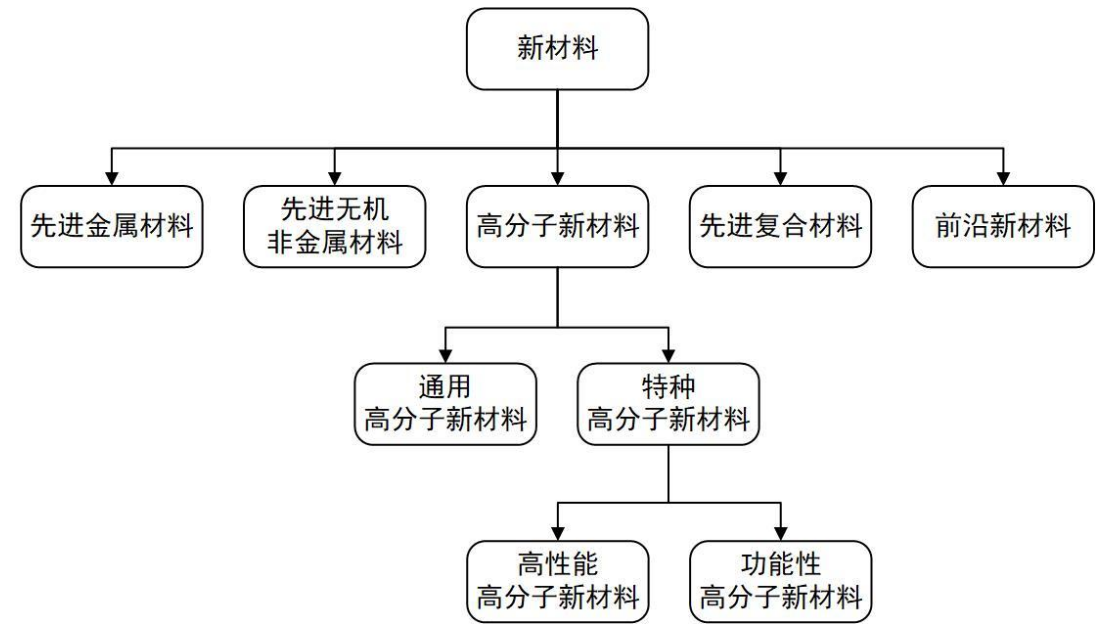 新材料
先进金属材料
先进无机
非金属材料
高分子新材料
先进复合材料
前沿新材料
通用
高分子新材料
特种
高分子新材料
高性能
高分子新材料
功能性
高分子新材料